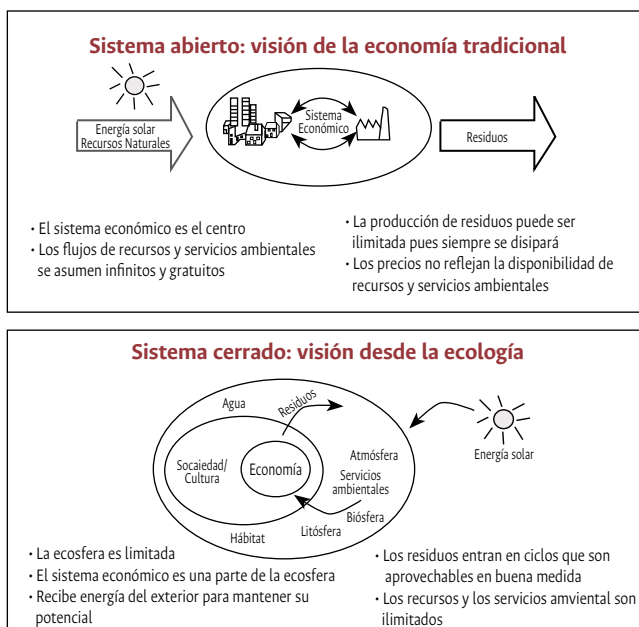 Sistema abierto: visión de la economía tradicional
Energía solar
Recursos Naturales
Sistema
Económico
Residuos
· El sistema económico es el centro
· Los flujos de recursos y servicios ambientales
se asumen infinitos y gratuitos
· La producción de residuos puede ser
ilimitada pues siempre se disipará
· Los precios no reflejan la disponibilidad de
recursos y servicios ambientales
Sistema cerrado: visión desde la ecología
Agua
Residuos
Socaiedad/
Cultura
Economía
Atmósfera
Servicios
ambientales
Biósfera
Litósfera
Hábitat
Energía solar
· La ecosfera es limitada
· El sistema económico es una parte de la ecosfera
· Recibe energía del exterior para mantener su
potencial
· Los residuos entran en ciclos que son
aprovechables en buena medida
· Los recursos y los servicios amviental son
ilimitados